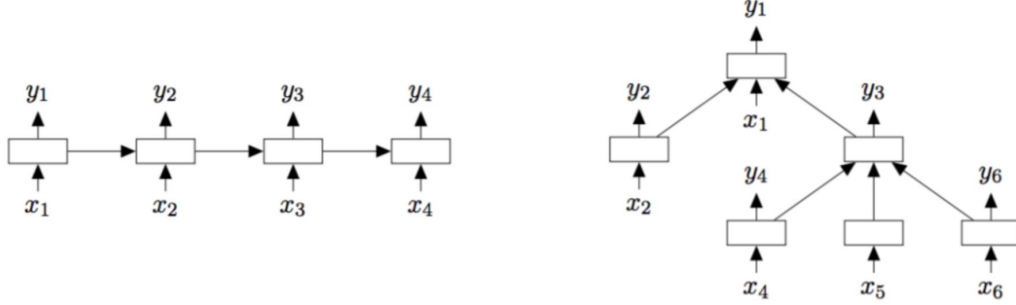 y₁ y₂ y₃ y₄
x₁ x₂ x₃ x₄
y₁
y₂ x₁ y₃
x₂ y₄ y₆
x₄ x₅ x₆